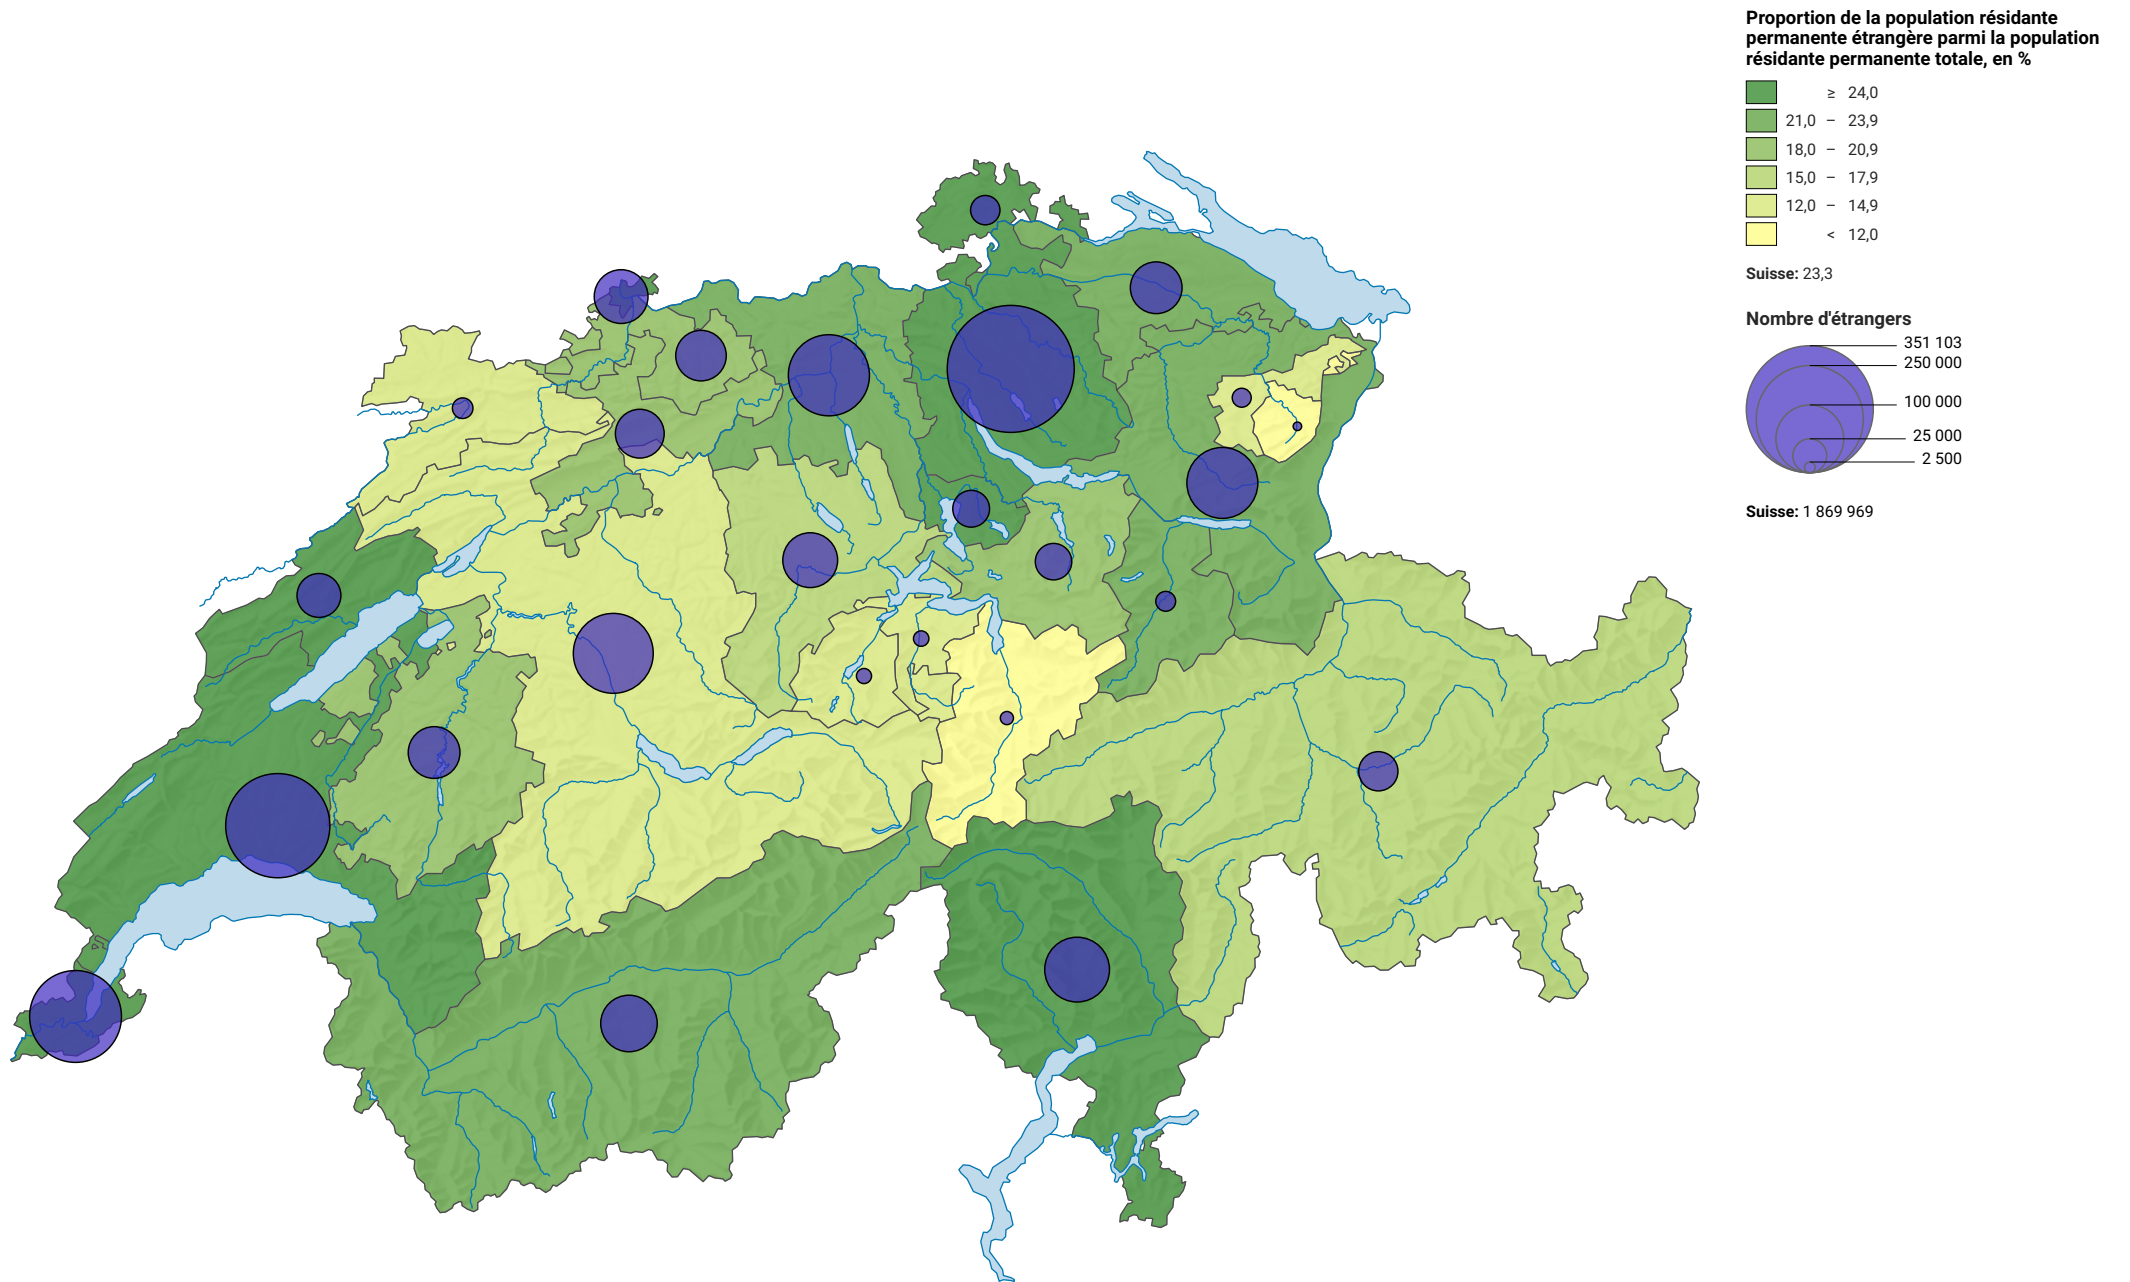 Proportion de la population résidante
permanente étrangère parmi la population
résidante permanente totale, en %
≥ 24,0
21,0 – 23,9
18,0 – 20,9
15,0 – 17,9
12,0 – 14,9
< 12,0
Suisse: 23,3
Nombre d'étrangers
351 103
250 000
100 000
25 000
2 500
Suisse: 1 869 969